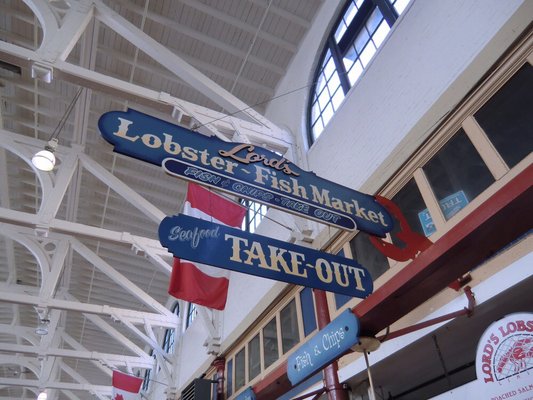 Lord's
Lobster-Fish Market
FISH & CHIPS - TAKE OUT
Seafood
TAKE-OUT
Fish & Chips
LORD'S LOBS